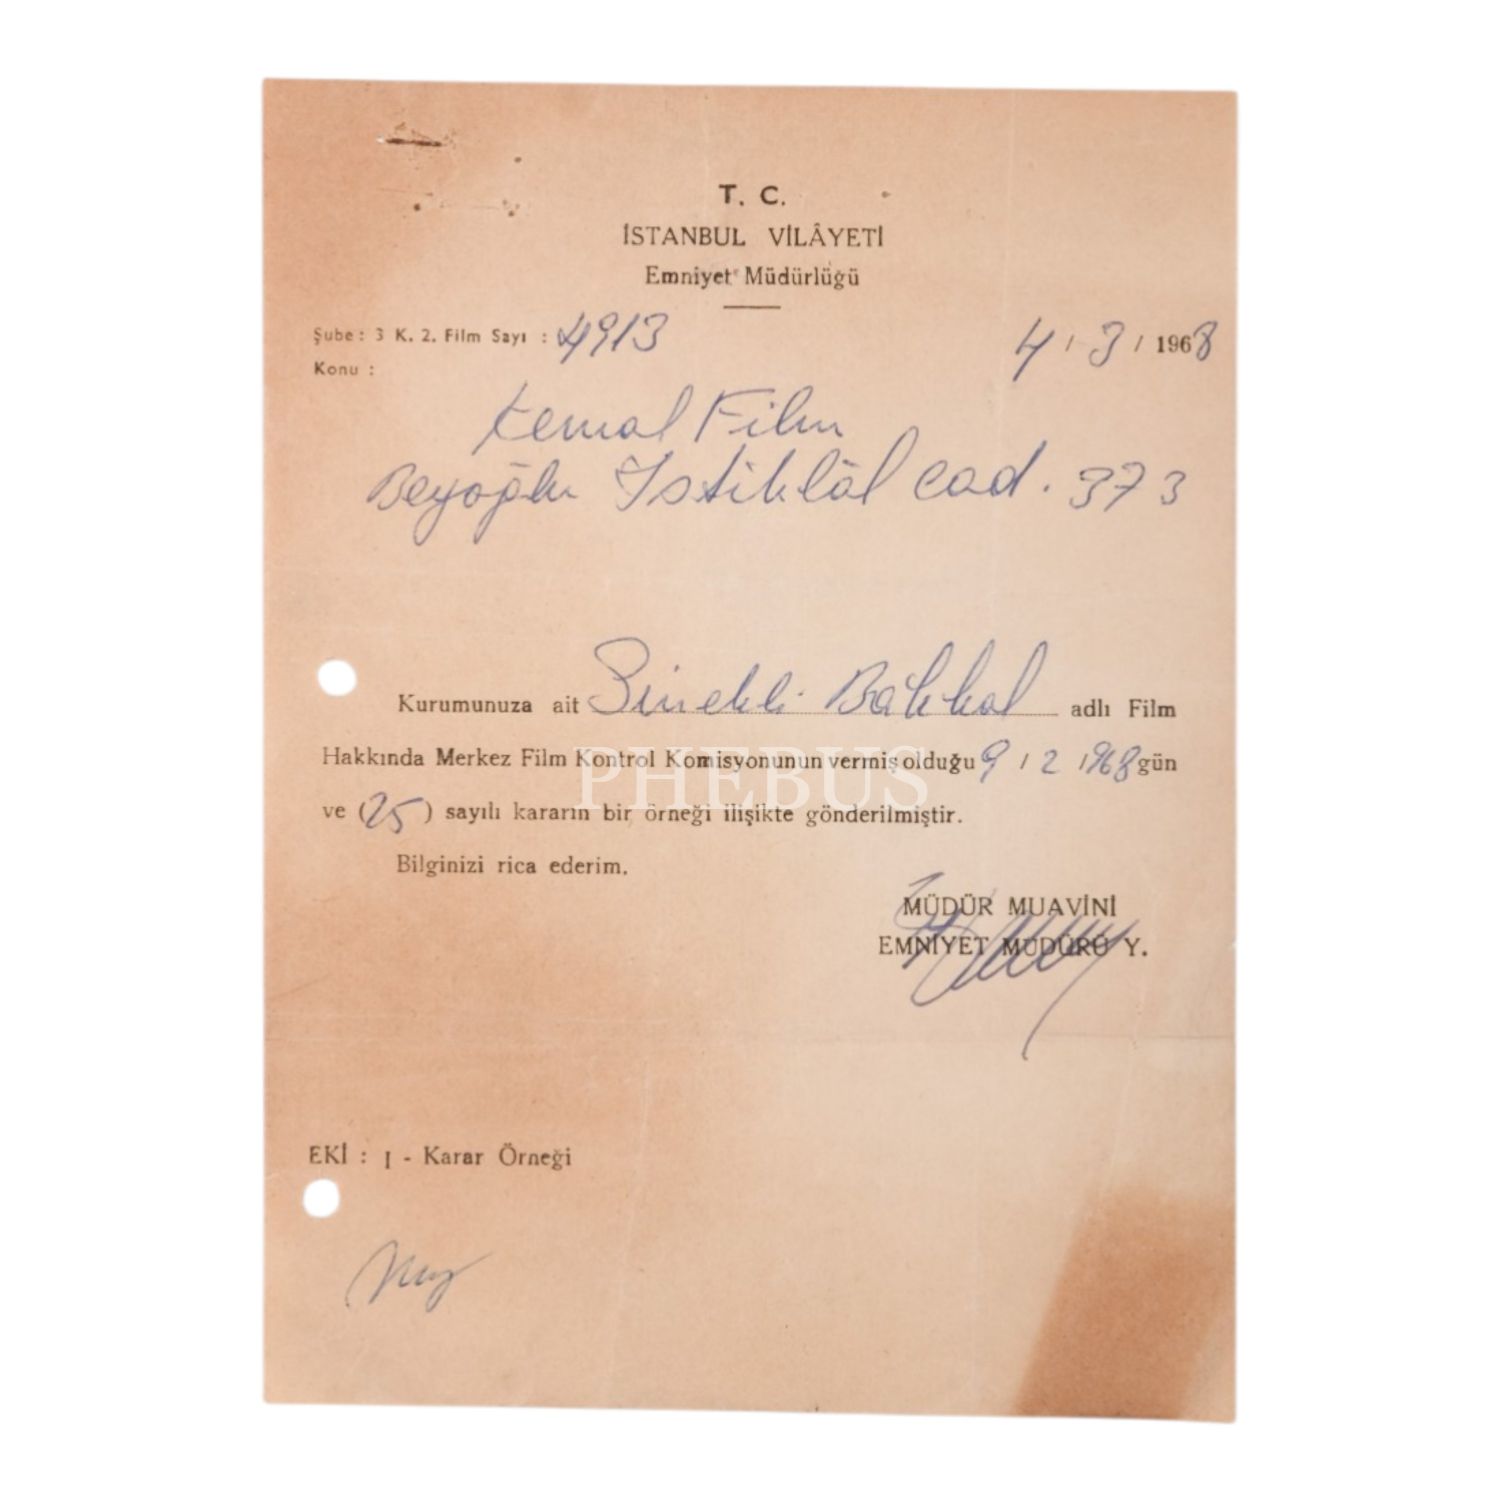 T. C.
İSTANBUL VİLÂYETİ
Emniyet Müdürlüğü
Şube: 3 K. 2. Film Sayı : 4913
4 / 3 / 1968
Konu :
Kemal Film
Beyoğlu İstiklâl cad. 373
Kurumunuza ait Sinekli Bakkal adlı Film
Hakkında Merkez Film Kontrol Komisyonunun vermiş olduğu 9 / 2 / 1968 gün
PHEBUS
ve (25) sayılı kararın bir örneği ilişikte gönderilmiştir.
Bilginizi rica ederim.
MÜDÜR MUAVİNİ
EMNİYET MÜDÜRÜ Y.
EKİ : 1 - Karar Örneği